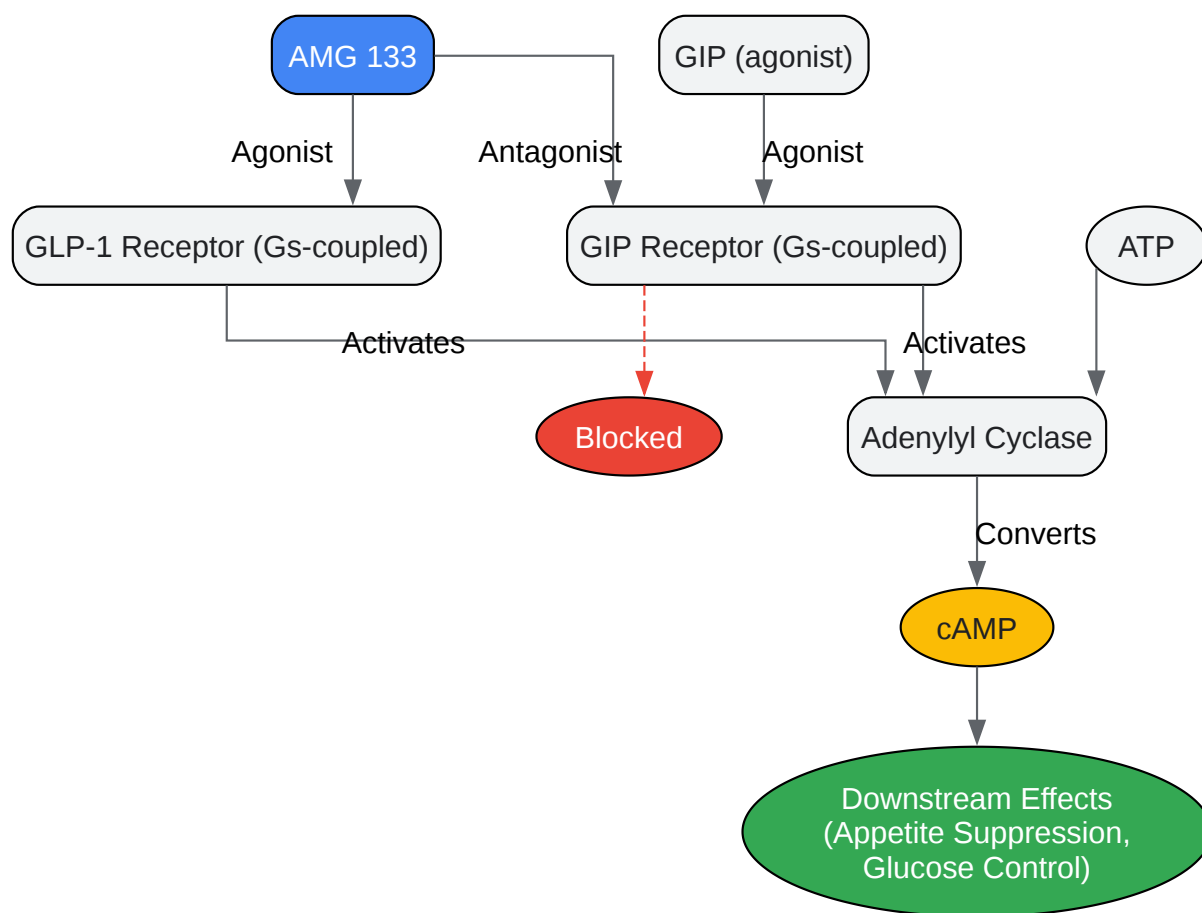 AMG 133
GIP (agonist)
Agonist
Antagonist
Agonist
GLP-1 Receptor (Gs-coupled)
GIP Receptor (Gs-coupled)
ATP
Activates
Activates
Blocked
Adenylyl Cyclase
Converts
cAMP
Downstream Effects
(Appetite Suppression,
Glucose Control)